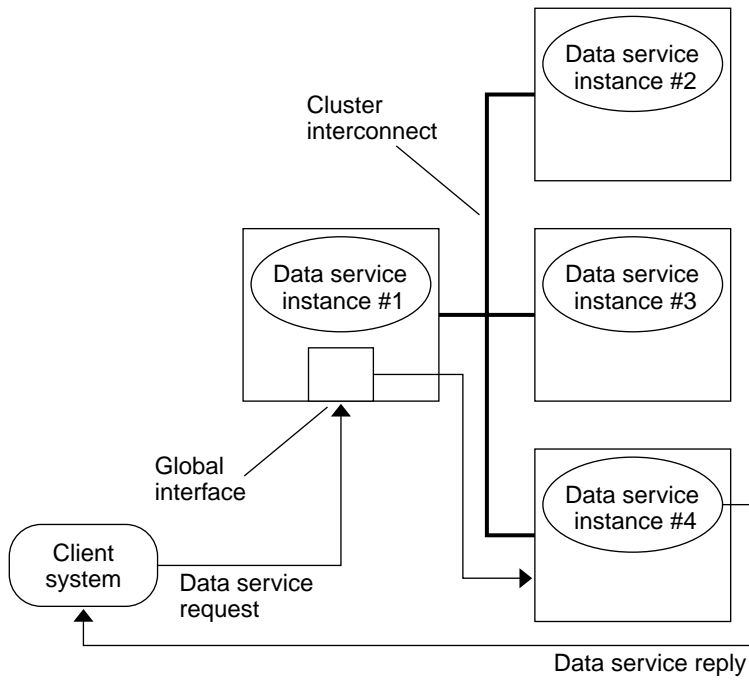 Data service
instance #2
Cluster
interconnect
Data service
instance #1
Data service
instance #3
Global
interface
Data service
instance #4
Client
system
Data service
request
Data service reply